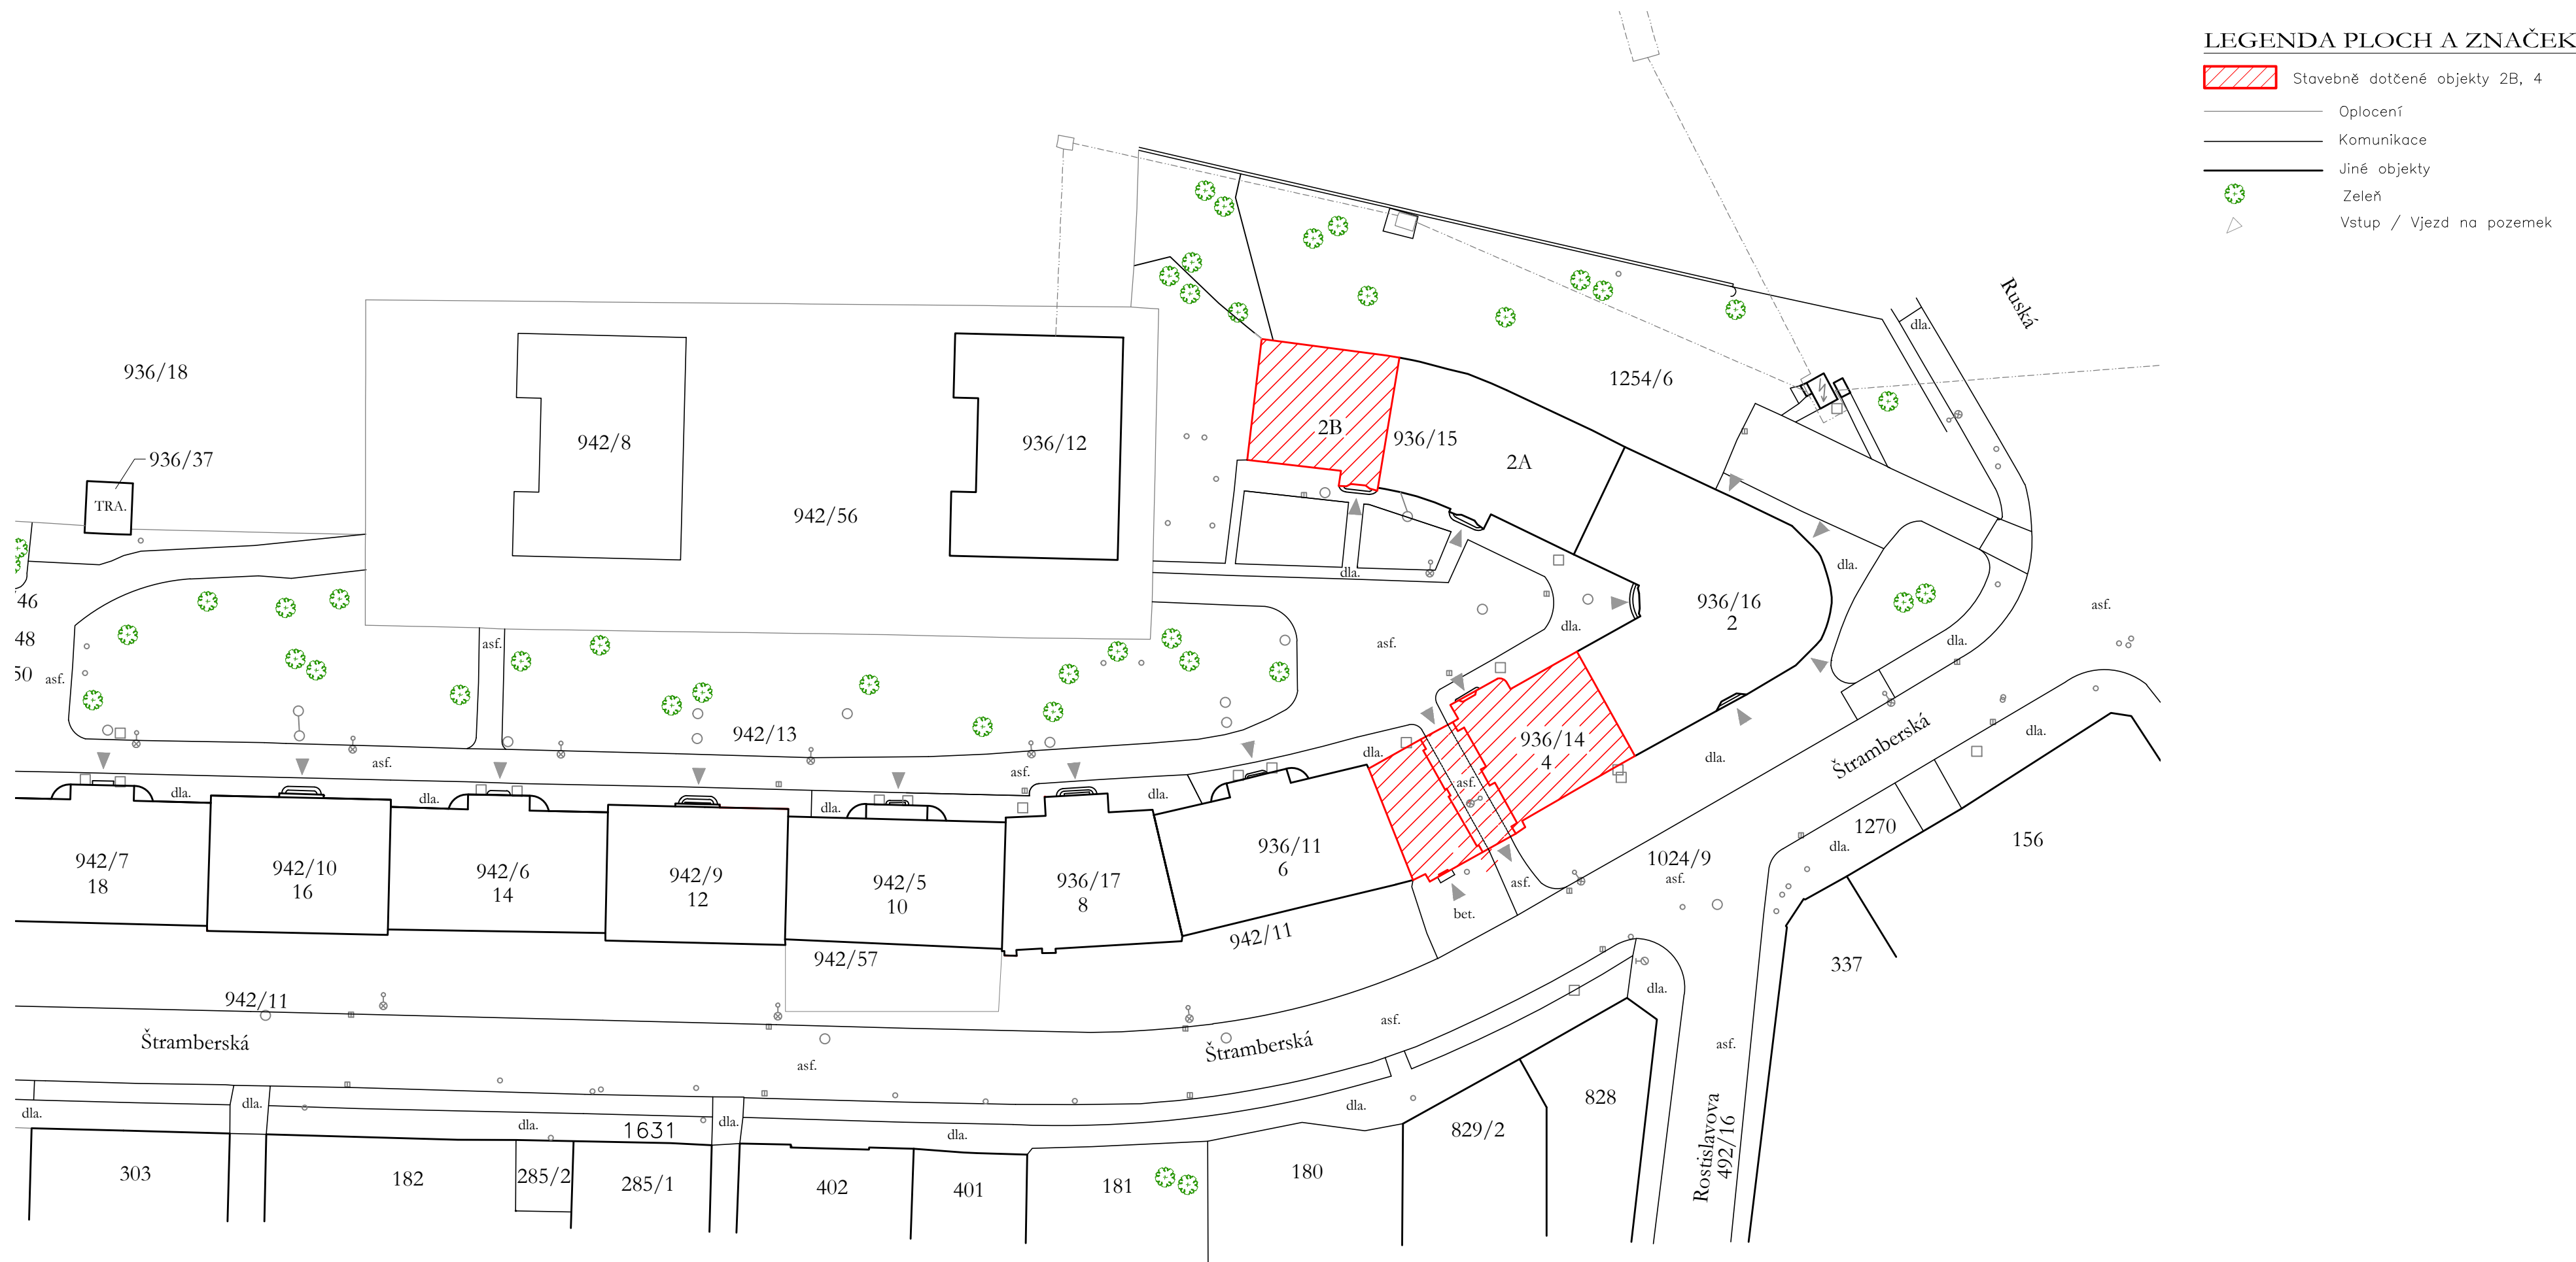 LEGENDA PLOCH A ZNAČEK
Stavebně dotčené objekty 2B, 4
Oplocení
Komunikace
Jiné objekty
Zeleň
Vstup / Vjezd na pozemek
Ruská
dla.
936/18
1254/6
936/37
942/8
936/12
2B
936/15
2A
TRA.
942/56
dla.
dla.
46
936/16
2
asf.
48
asf.
asf.
dla.
dla.
50
asf.
942/13
936/14
4
Štramberská
dla.
dla.
asf.
asf.
dla.
asf.
dla.
dla.
dla.
dla.
942/7
18
942/10
16
942/6
14
942/9
12
942/5
10
936/17
8
936/11
6
1270
dla.
156
1024/9
asf.
asf.
bet.
942/11
942/57
337
942/11
dla.
Štramberská
Štramberská
asf.
asf.
asf.
dla.
dla.
dla.
1631
dla.
dla.
dla.
828
829/2
Rostislavova
492/16
303
182
285/2
285/1
402
401
181
180